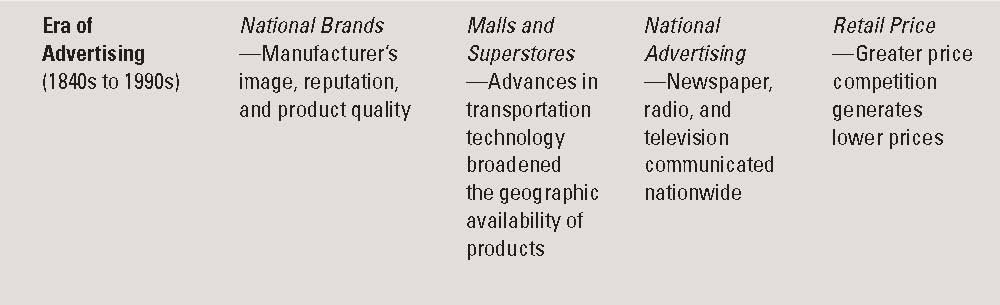 Era of
Advertising
(1840s to 1990s)
National Brands
—Manufacturer's
image, reputation,
and product quality
Malls and
Superstores
—Advances in
transportation
technology
broadened
the geographic
availability of
products
National
Advertising
—Newspaper,
radio, and
television
communicated
nationwide
Retail Price
—Greater price
competition
generates
lower prices